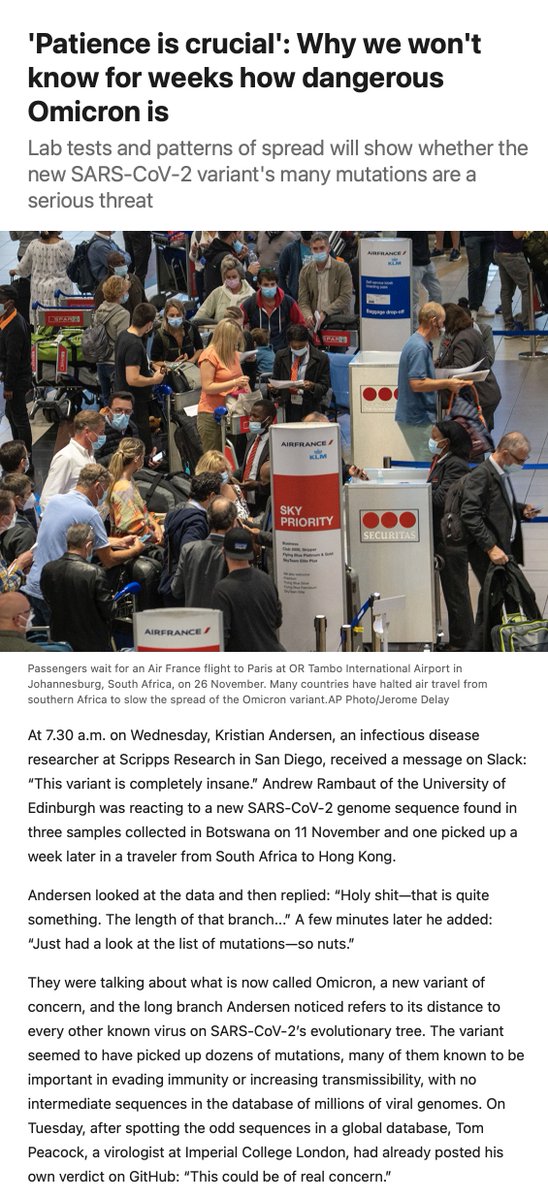 'Patience is crucial': Why we won't
know for weeks how dangerous
Omicron is
Lab tests and patterns of spread will show whether the
new SARS-CoV-2 variant's many mutations are a
serious threat
AIRFRANCE
KLM
Baggage drop-off
AIRFRANCE
KLM
SKY
PRIORITY
SECURITAS
AIRFRANCE
Passengers wait for an Air France flight to Paris at OR Tambo International Airport in
Johannesburg, South Africa, on 26 November. Many countries have halted air travel from
southern Africa to slow the spread of the Omicron variant.AP Photo/Jerome Delay
At 7.30 a.m. on Wednesday, Kristian Andersen, an infectious disease
researcher at Scripps Research in San Diego, received a message on Slack:
“This variant is completely insane.” Andrew Rambaut of the University of
Edinburgh was reacting to a new SARS-CoV-2 genome sequence found in
three samples collected in Botswana on 11 November and one picked up a
week later in a traveler from South Africa to Hong Kong.
Andersen looked at the data and then replied: “Holy shit—that is quite
something. The length of that branch...” A few minutes later he added:
“Just had a look at the list of mutations—so nuts.”
They were talking about what is now called Omicron, a new variant of
concern, and the long branch Andersen noticed refers to its distance to
every other known virus on SARS-CoV-2’s evolutionary tree. The variant
seemed to have picked up dozens of mutations, many of them known to be
important in evading immunity or increasing transmissibility, with no
intermediate sequences in the database of millions of viral genomes. On
Tuesday, after spotting the odd sequences in a global database, Tom
Peacock, a virologist at Imperial College London, had already posted his
own verdict on GitHub: “This could be of real concern.”